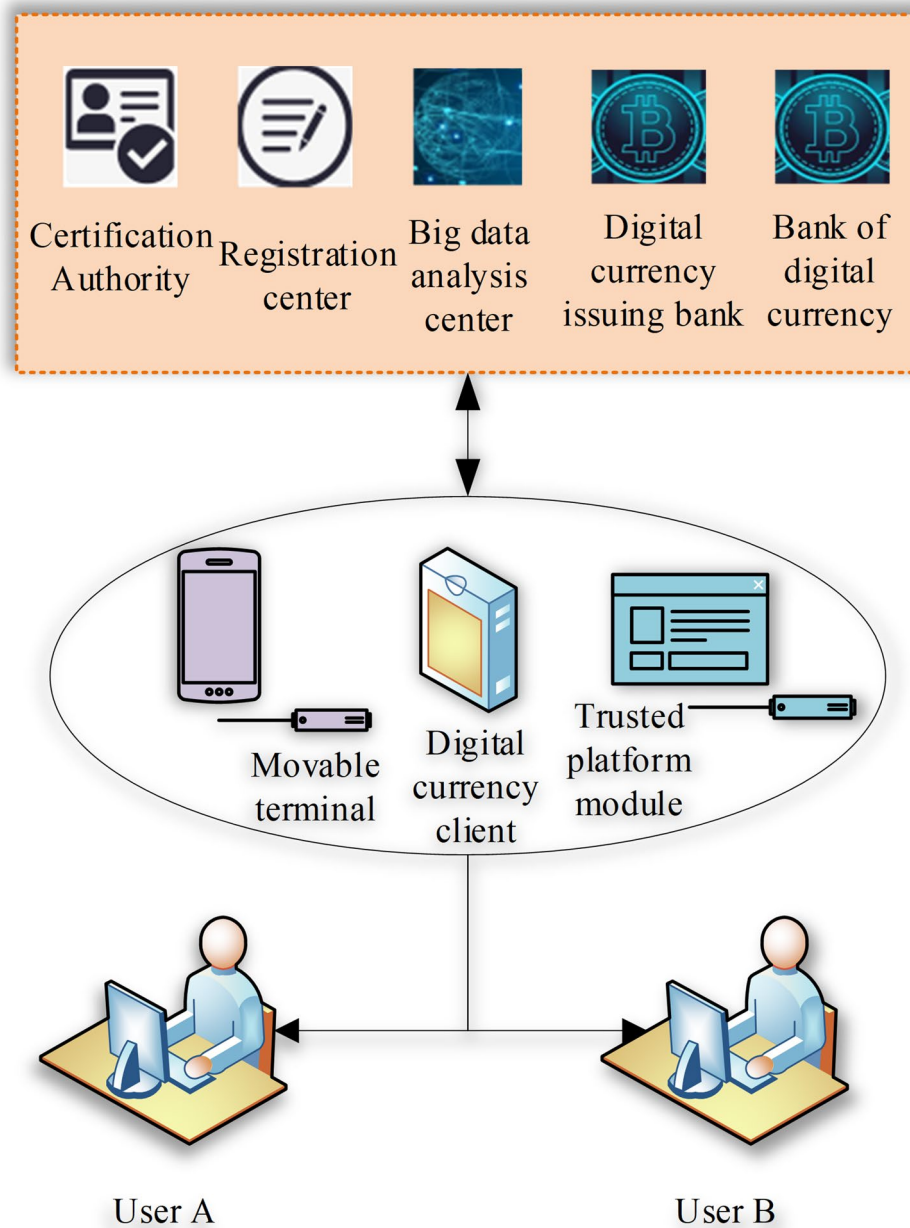 Certification
Authority
Registration
center
Big data
analysis
center
Digital
currency
issuing bank
Bank of
digital
currency
Movable
terminal
Digital
currency
client
Trusted
platform
module
User A
User B